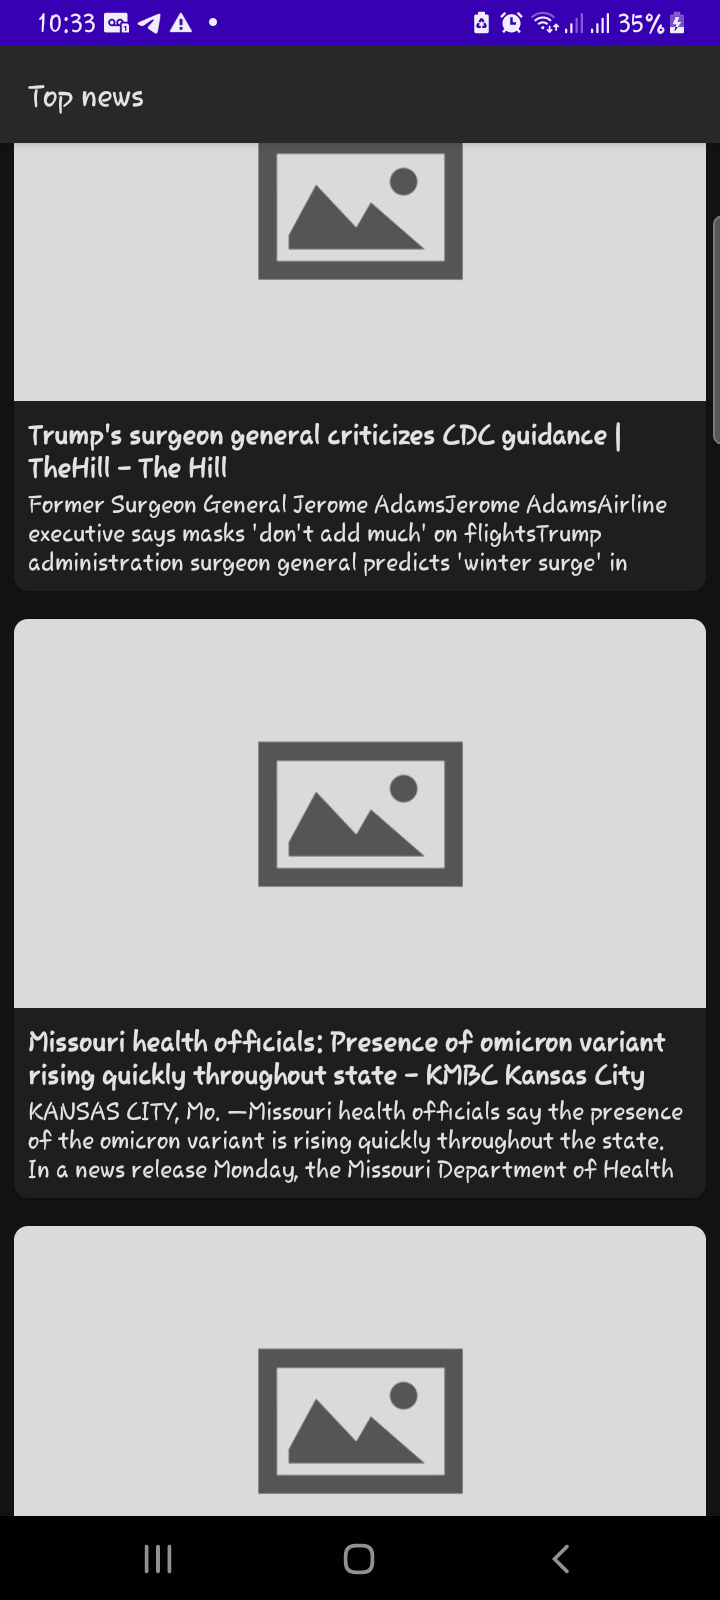 10:33
35%
Top news
Trump's surgeon general criticizes CDC guidance |
TheHill - The Hill
Former Surgeon General Jerome AdamsJerome AdamsAirline
executive says masks 'don't add much' on flightsTrump
administration surgeon general predicts 'winter surge' in
Missouri health officials: Presence of omicron variant
rising quickly throughout state - KMBC Kansas City
KANSAS CITY, Mo. —Missouri health officials say the presence
of the omicron variant is rising quickly throughout the state.
In a news release Monday, the Missouri Department of Health